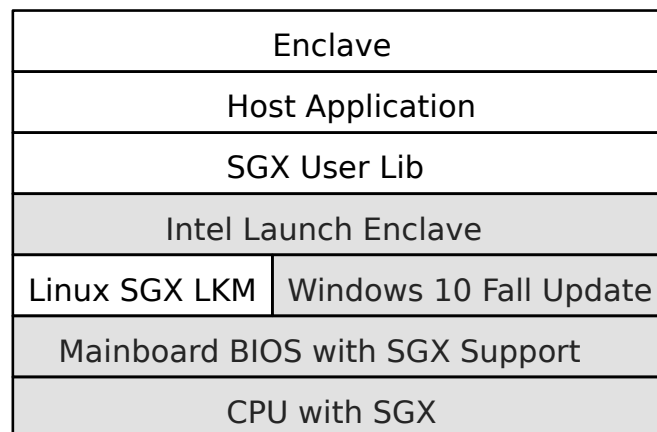 Enclave
Host Application
SGX User Lib
Intel Launch Enclave
Linux SGX LKM Windows 10 Fall Update
Mainboard BIOS with SGX Support
CPU with SGX